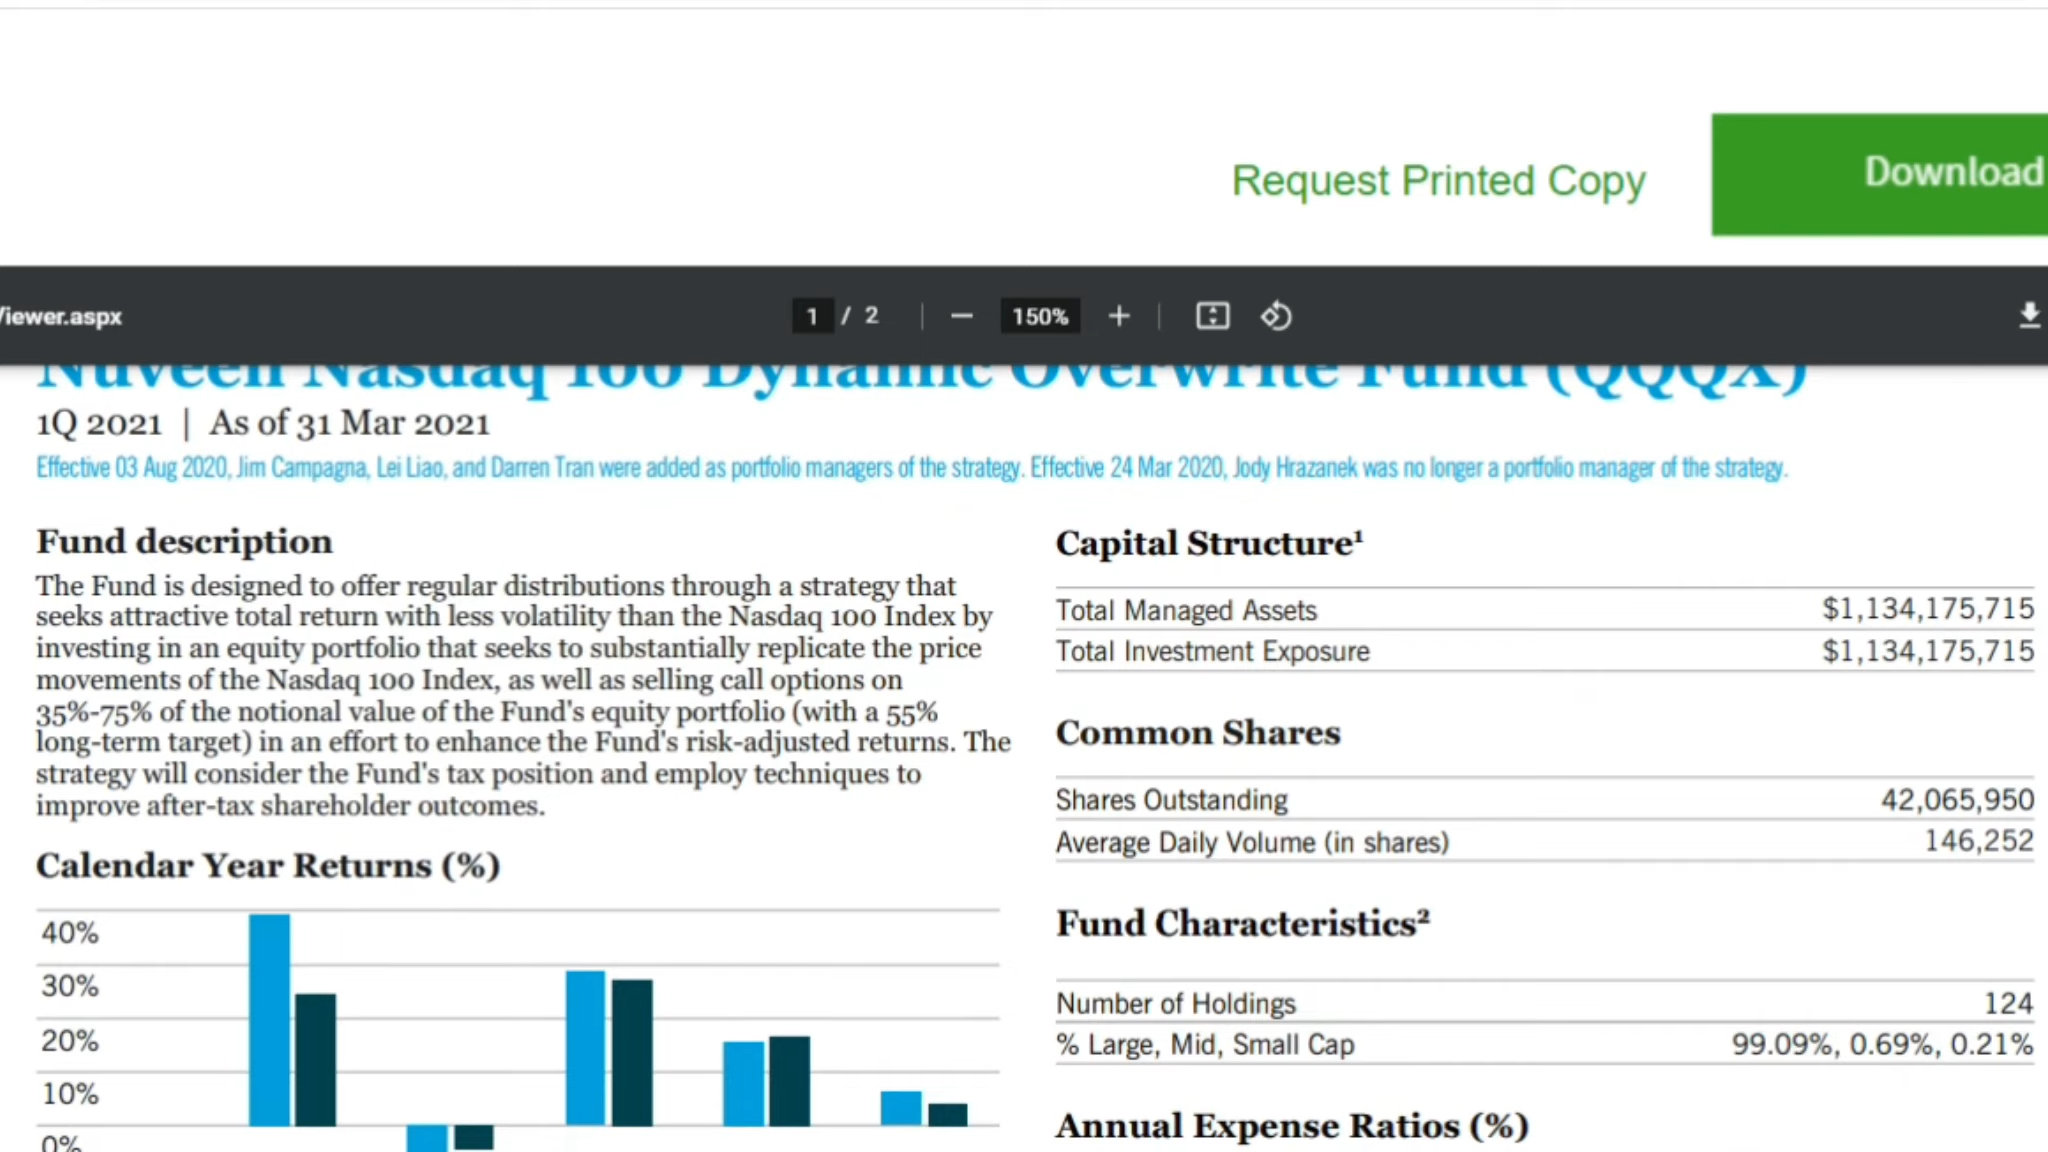 Request Printed Copy
Download
Viewer.aspx
1 / 2
150%
Nuveen Nasdaq 100 Dynamic Overwrite Fund (QQQX)
1Q 2021 | As of 31 Mar 2021
Effective 03 Aug 2020, Jim Campagna, Lei Liao, and Darren Tran were added as portfolio managers of the strategy. Effective 24 Mar 2020, Jody Hrazanek was no longer a portfolio manager of the strategy.
Fund description
The Fund is designed to offer regular distributions through a strategy that
seeks attractive total return with less volatility than the Nasdaq 100 Index by
investing in an equity portfolio that seeks to substantially replicate the price
movements of the Nasdaq 100 Index, as well as selling call options on
35%-75% of the notional value of the Fund's equity portfolio (with a 55%
long-term target) in an effort to enhance the Fund's risk-adjusted returns. The
strategy will consider the Fund's tax position and employ techniques to
improve after-tax shareholder outcomes.
Calendar Year Returns (%)
40%
30%
20%
10%
0%
Capital Structure¹
Total Managed Assets $1,134,175,715
Total Investment Exposure $1,134,175,715
Common Shares
Shares Outstanding 42,065,950
Average Daily Volume (in shares) 146,252
Fund Characteristics²
Number of Holdings 124
% Large, Mid, Small Cap 99.09%, 0.69%, 0.21%
Annual Expense Ratios (%)